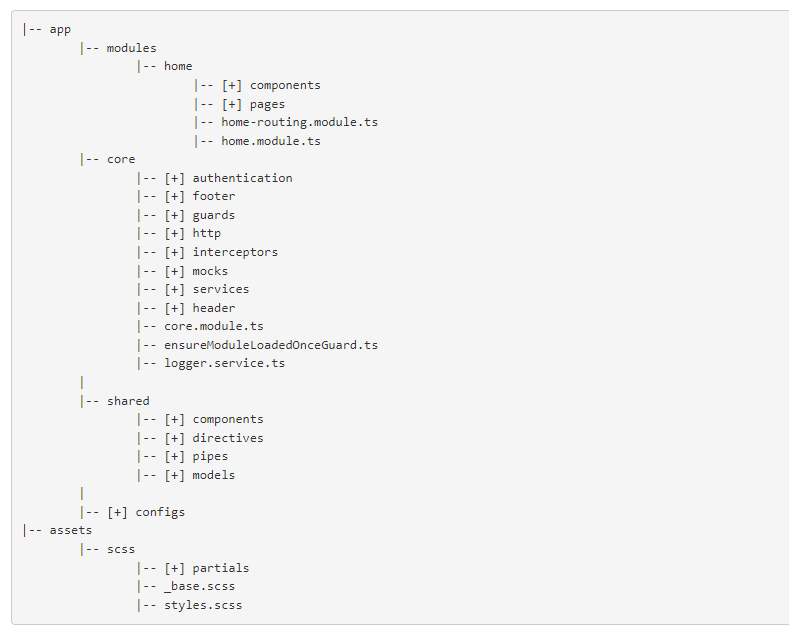 |-- app
        |-- modules
                |-- home
                        |-- [+] components
                        |-- [+] pages
                        |-- home-routing.module.ts
                        |-- home.module.ts
        |-- core
                |-- [+] authentication
                |-- [+] footer
                |-- [+] guards
                |-- [+] http
                |-- [+] interceptors
                |-- [+] mocks
                |-- [+] services
                |-- [+] header
                |-- core.module.ts
                |-- ensureModuleLoadedOnceGuard.ts
                |-- logger.service.ts
        |
        |-- shared
                |-- [+] components
                |-- [+] directives
                |-- [+] pipes
                |-- [+] models
        |
        |-- [+] configs
|-- assets
        |-- scss
                |-- [+] partials
                |-- _base.scss
                |-- styles.scss